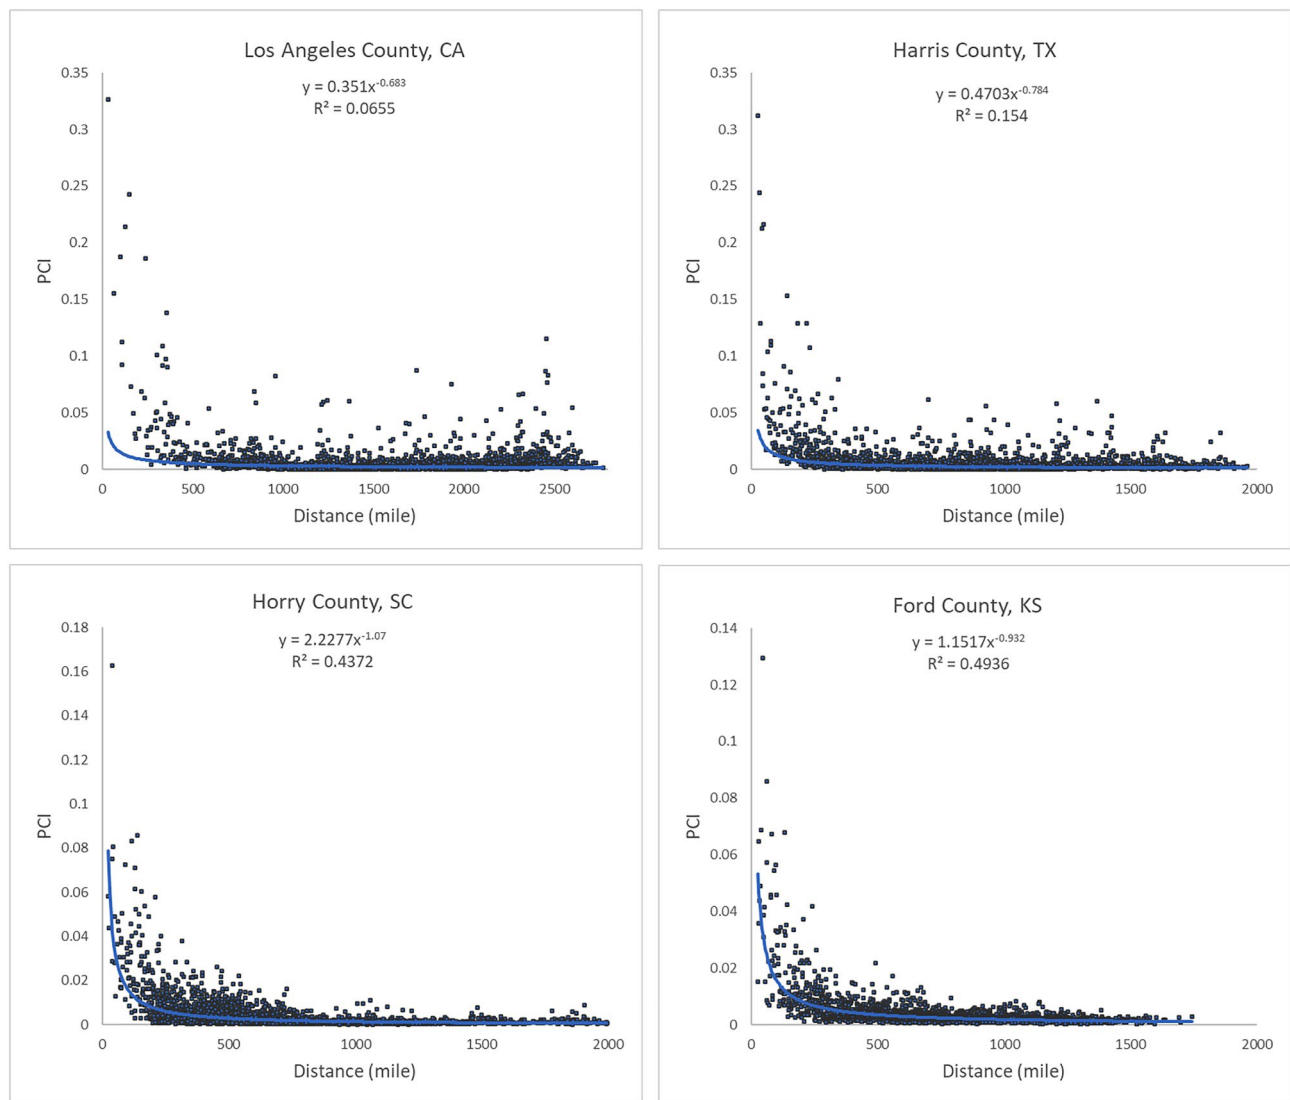 Los Angeles County, CA
y = 0.351x^-0.683
R² = 0.0655
0.35
0.3
0.25
0.2
0.15
0.1
0.05
0
PCI
0 500 1000 1500 2000 2500
Distance (mile)
Harris County, TX
y = 0.4703x^-0.784
R² = 0.154
0.35
0.3
0.25
0.2
0.15
0.1
0.05
0
PCI
0 500 1000 1500 2000
Distance (mile)
Horry County, SC
y = 2.2277x^-1.07
R² = 0.4372
0.18
0.16
0.14
0.12
0.1
0.08
0.06
0.04
0.02
0
PCI
0 500 1000 1500 2000
Distance (mile)
Ford County, KS
y = 1.1517x^-0.932
R² = 0.4936
0.14
0.12
0.1
0.08
0.06
0.04
0.02
0
PCI
0 500 1000 1500 2000
Distance (mile)